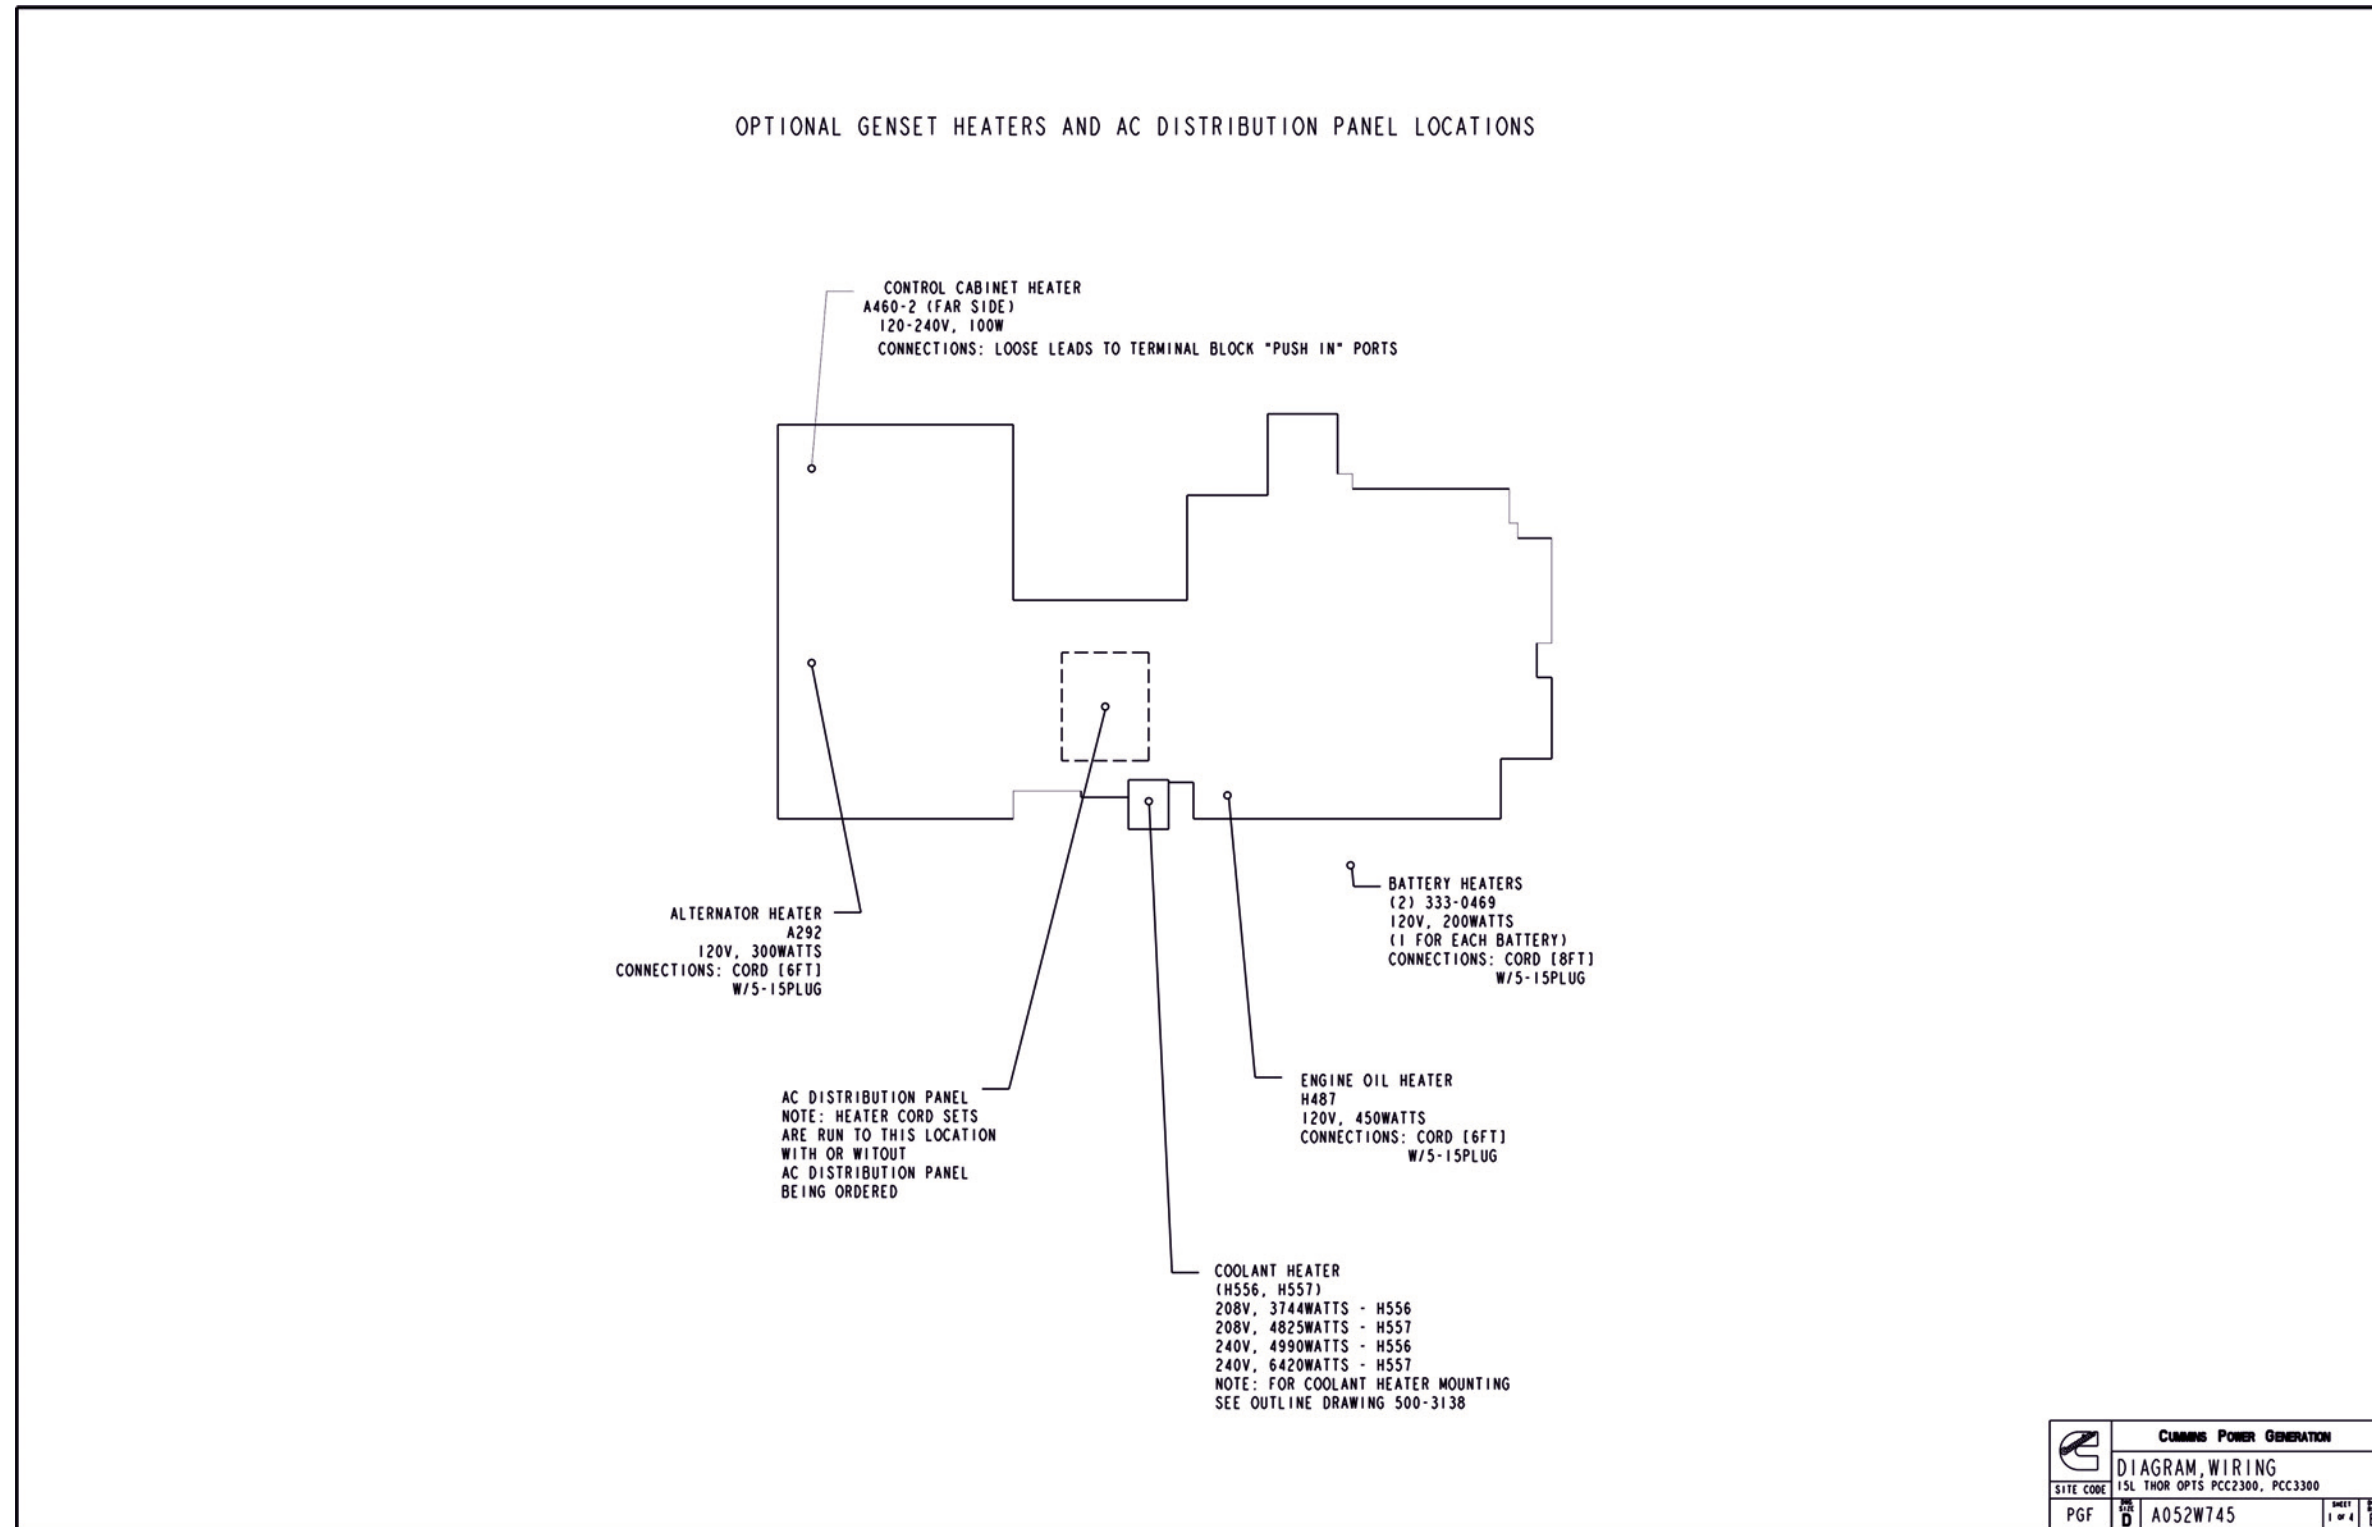 OPTIONAL GENSET HEATERS AND AC DISTRIBUTION PANEL LOCATIONS
CONTROL CABINET HEATER
A460-2 (FAR SIDE)
120-240V, 100W
CONNECTIONS: LOOSE LEADS TO TERMINAL BLOCK "PUSH IN" PORTS
ALTERNATOR HEATER
A292
120V, 300WATTS
CONNECTIONS: CORD [6FT]
W/5-15PLUG
BATTERY HEATERS
(2) 333-0469
120V, 200WATTS
(1 FOR EACH BATTERY)
CONNECTIONS: CORD [8FT]
W/5-15PLUG
AC DISTRIBUTION PANEL
NOTE: HEATER CORD SETS
ARE RUN TO THIS LOCATION
WITH OR WITOUT
AC DISTRIBUTION PANEL
BEING ORDERED
ENGINE OIL HEATER
H487
120V, 450WATTS
CONNECTIONS: CORD [6FT]
W/5-15PLUG
COOLANT HEATER
(H556, H557)
208V, 3744WATTS - H556
208V, 4825WATTS - H557
240V, 4990WATTS - H556
240V, 6420WATTS - H557
NOTE: FOR COOLANT HEATER MOUNTING
SEE OUTLINE DRAWING 500-3138
CUMMINS POWER GENERATION
DIAGRAM,WIRING
15L THOR OPTS PCC2300, PCC3300
SITE CODE
PGF
DWG SIZE
D
A052W745
SHEET
1 OF 4